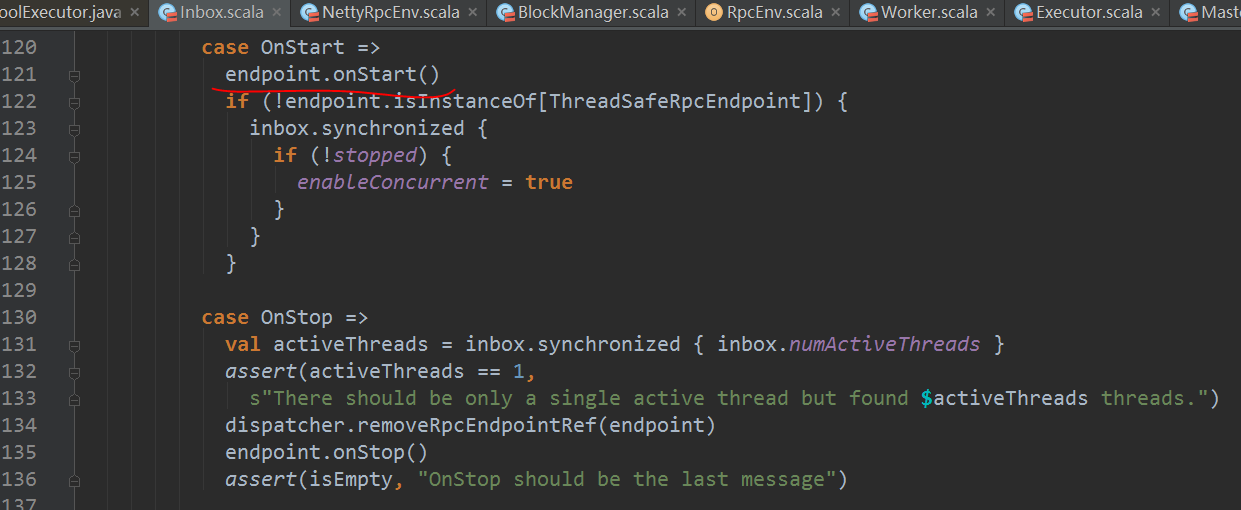 oolExecutor.java × Inbox.scala × NettyRpcEnv.scala × BlockManager.scala × RpcEnv.scala × Worker.scala × Executor.scala × Mast
120 case OnStart =>
121 endpoint.onStart()
122 if (!endpoint.isInstanceOf[ThreadSafeRpcEndpoint]) {
123 inbox.synchronized {
124 if (!stopped) {
125 enableConcurrent = true
126 }
127 }
128 }
129
130 case OnStop =>
131 val activeThreads = inbox.synchronized { inbox.numActiveThreads }
132 assert(activeThreads == 1,
133 s"There should be only a single active thread but found $activeThreads threads.")
134 dispatcher.removeRpcEndpointRef(endpoint)
135 endpoint.onStop()
136 assert(isEmpty, "OnStop should be the last message")
137